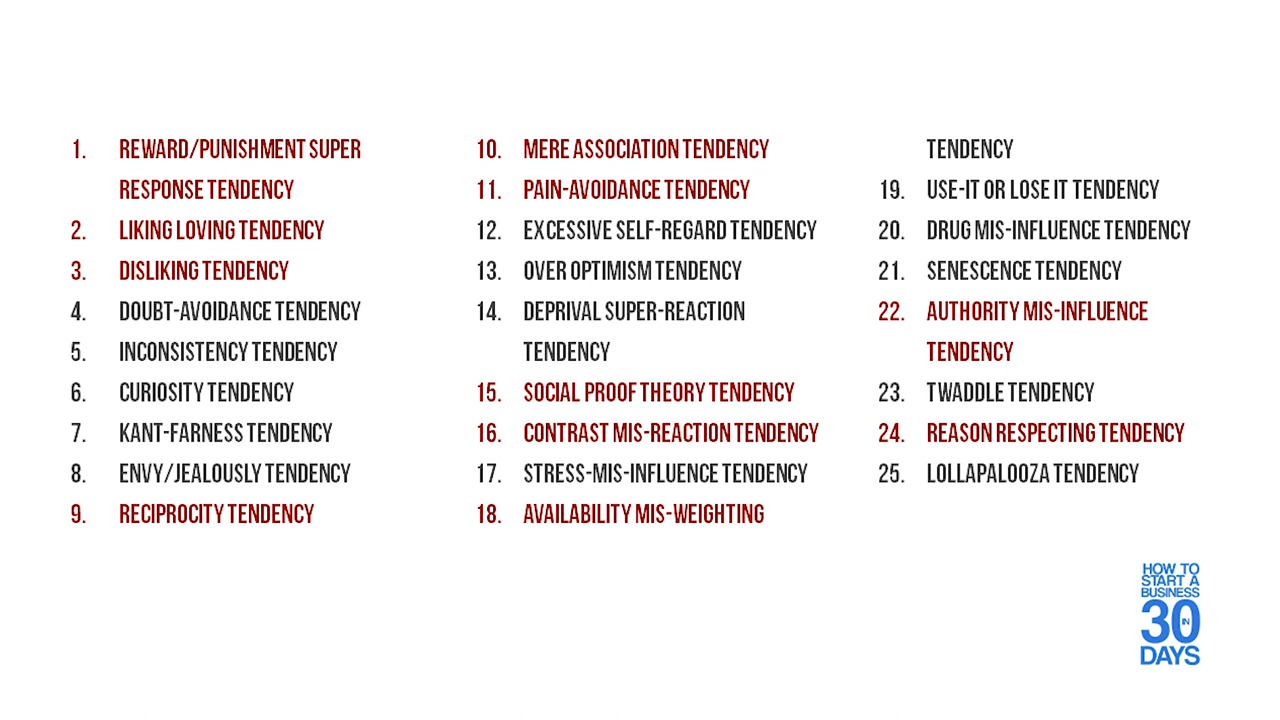 1. REWARD/PUNISHMENT SUPER
RESPONSE TENDENCY
2. LIKING LOVING TENDENCY
3. DISLIKING TENDENCY
4. DOUBT-AVOIDANCE TENDENCY
5. INCONSISTENCY TENDENCY
6. CURIOSITY TENDENCY
7. KANT-FARNESS TENDENCY
8. ENVY/JEALOUSLY TENDENCY
9. RECIPROCITY TENDENCY
10. MERE ASSOCIATION TENDENCY
11. PAIN-AVOIDANCE TENDENCY
12. EXCESSIVE SELF-REGARD TENDENCY
13. OVER OPTIMISM TENDENCY
14. DEPRIVAL SUPER-REACTION
TENDENCY
15. SOCIAL PROOF THEORY TENDENCY
16. CONTRAST MIS-REACTION TENDENCY
17. STRESS-MIS-INFLUENCE TENDENCY
18. AVAILABILITY MIS-WEIGHTING
TENDENCY
19. USE-IT OR LOSE IT TENDENCY
20. DRUG MIS-INFLUENCE TENDENCY
21. SENESCENCE TENDENCY
22. AUTHORITY MIS-INFLUENCE
TENDENCY
23. TWADDLE TENDENCY
24. REASON RESPECTING TENDENCY
25. LOLLAPALOOZA TENDENCY
HOW TO
START A
BUSINESS
30 IN
DAYS